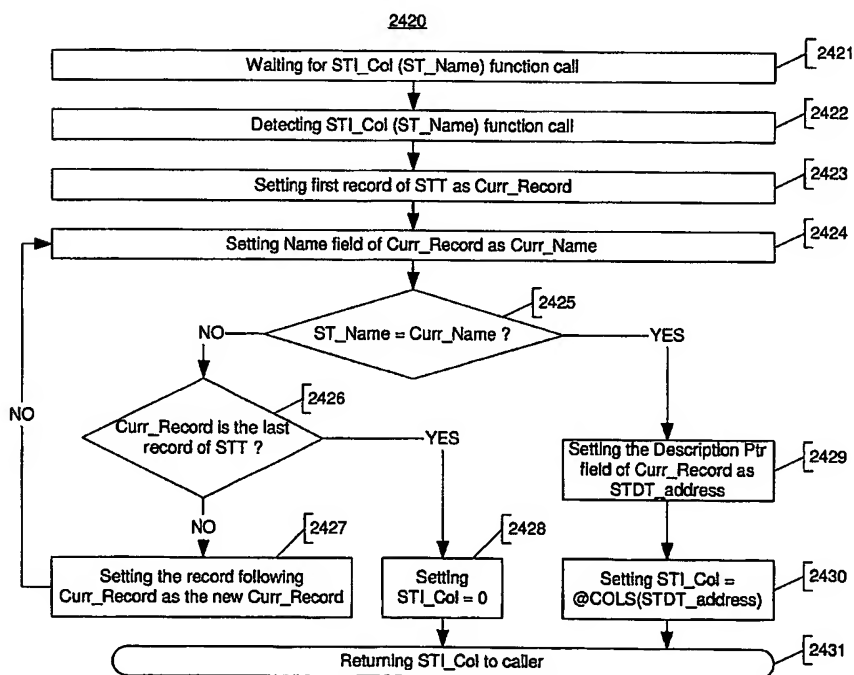 2420
Waiting for STI_Col (ST_Name) function call
2421
Detecting STI_Col (ST_Name) function call
2422
Setting first record of STT as Curr_Record
2423
Setting Name field of Curr_Record as Curr_Name
2424
2425
ST_Name = Curr_Name ?
NO
YES
2426
Curr_Record is the last
record of STT ?
NO
YES
NO
2427
Setting the record following
Curr_Record as the new Curr_Record
2428
Setting
STI_Col = 0
Setting the Description Ptr
field of Curr_Record as
STDT_address
2429
Setting STI_Col =
@COLS(STDT_address)
2430
Returning STI_Col to caller
2431